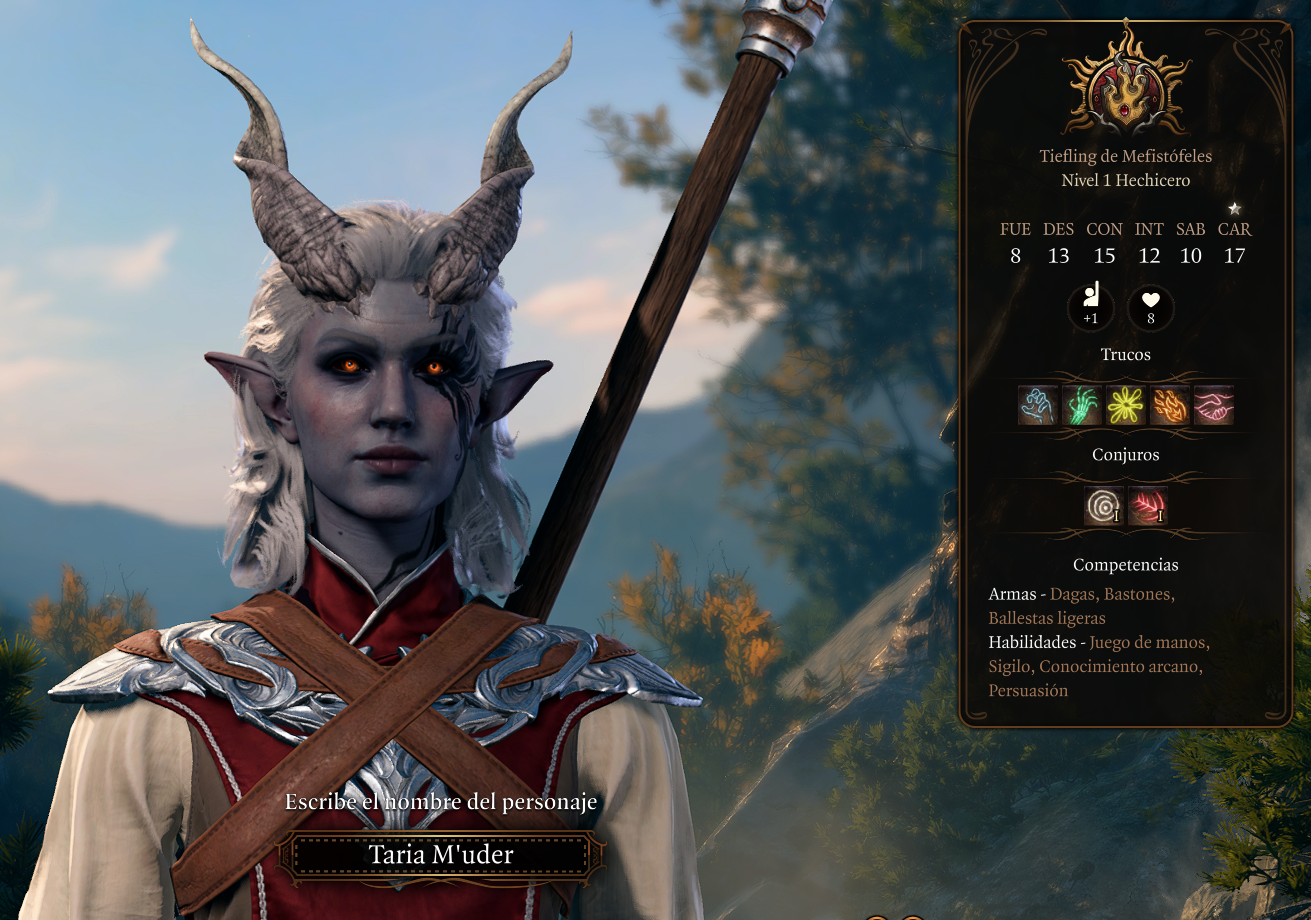 Tiefling de Mefistófeles
Nivel 1 Hechicero
FUE DES CON INT SAB CAR
8 13 15 12 10 17
+1 8
Trucos
Conjuros
I I
Competencias
Armas - Dagas, Bastones,
Ballestas ligeras
Habilidades - Juego de manos,
Sigilo, Conocimiento arcano,
Persuasión
Escribe el nombre del personaje
Taria M'uder